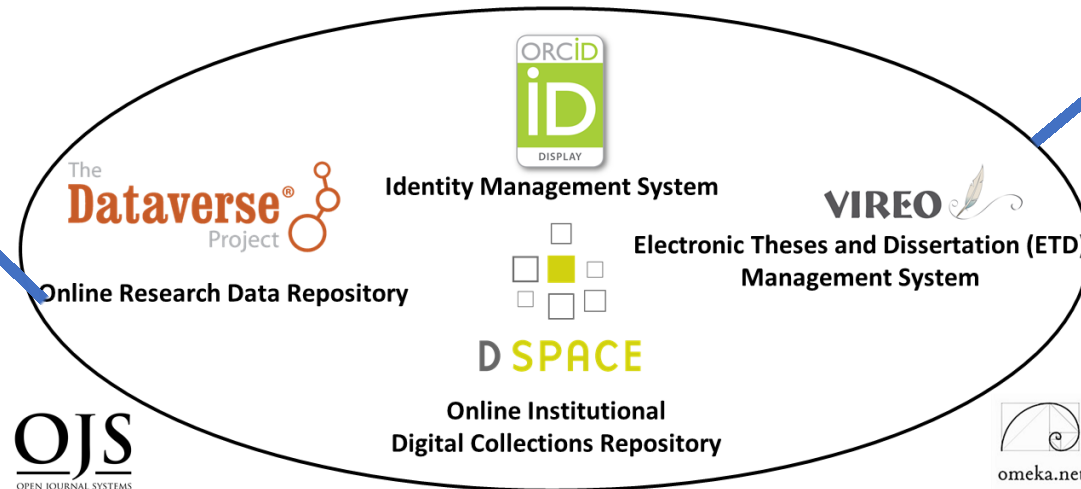 ORCID
iD
DISPLAY
Identity Management System
The
Dataverse®
Project
Online Research Data Repository
VIREO
Electronic Theses and Dissertation (ETD)
Management System
D SPACE
Online Institutional
Digital Collections Repository
OJS
OPEN JOURNAL SYSTEMS
omeka.net